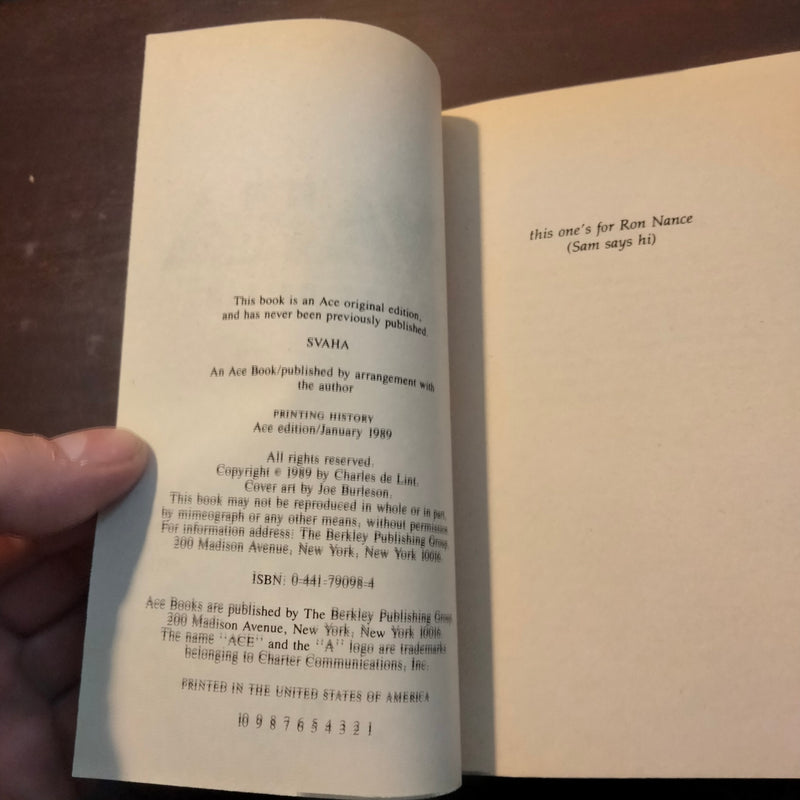 This book is an Ace original edition,
and has never been previously published.
SVAHA
An Ace Book/published by arrangement with
the author
PRINTING HISTORY
Ace edition/January 1989
All rights reserved.
Copyright © 1989 by Charles de Lint.
Cover art by Joe Burleson.
This book may not be reproduced in whole or in part,
by mimeograph or any other means, without permission.
For information address: The Berkley Publishing Group,
200 Madison Avenue, New York, New York 10016.
ISBN: 0-441-79098-4
Ace Books are published by The Berkley Publishing Group
200 Madison Avenue, New York, New York 10016.
The name "ACE" and the "A" logo are trademarks
belonging to Charter Communications, Inc.
PRINTED IN THE UNITED STATES OF AMERICA
10 9 8 7 6 5 4 3 2 1
this one's for Ron Nance
(Sam says hi)